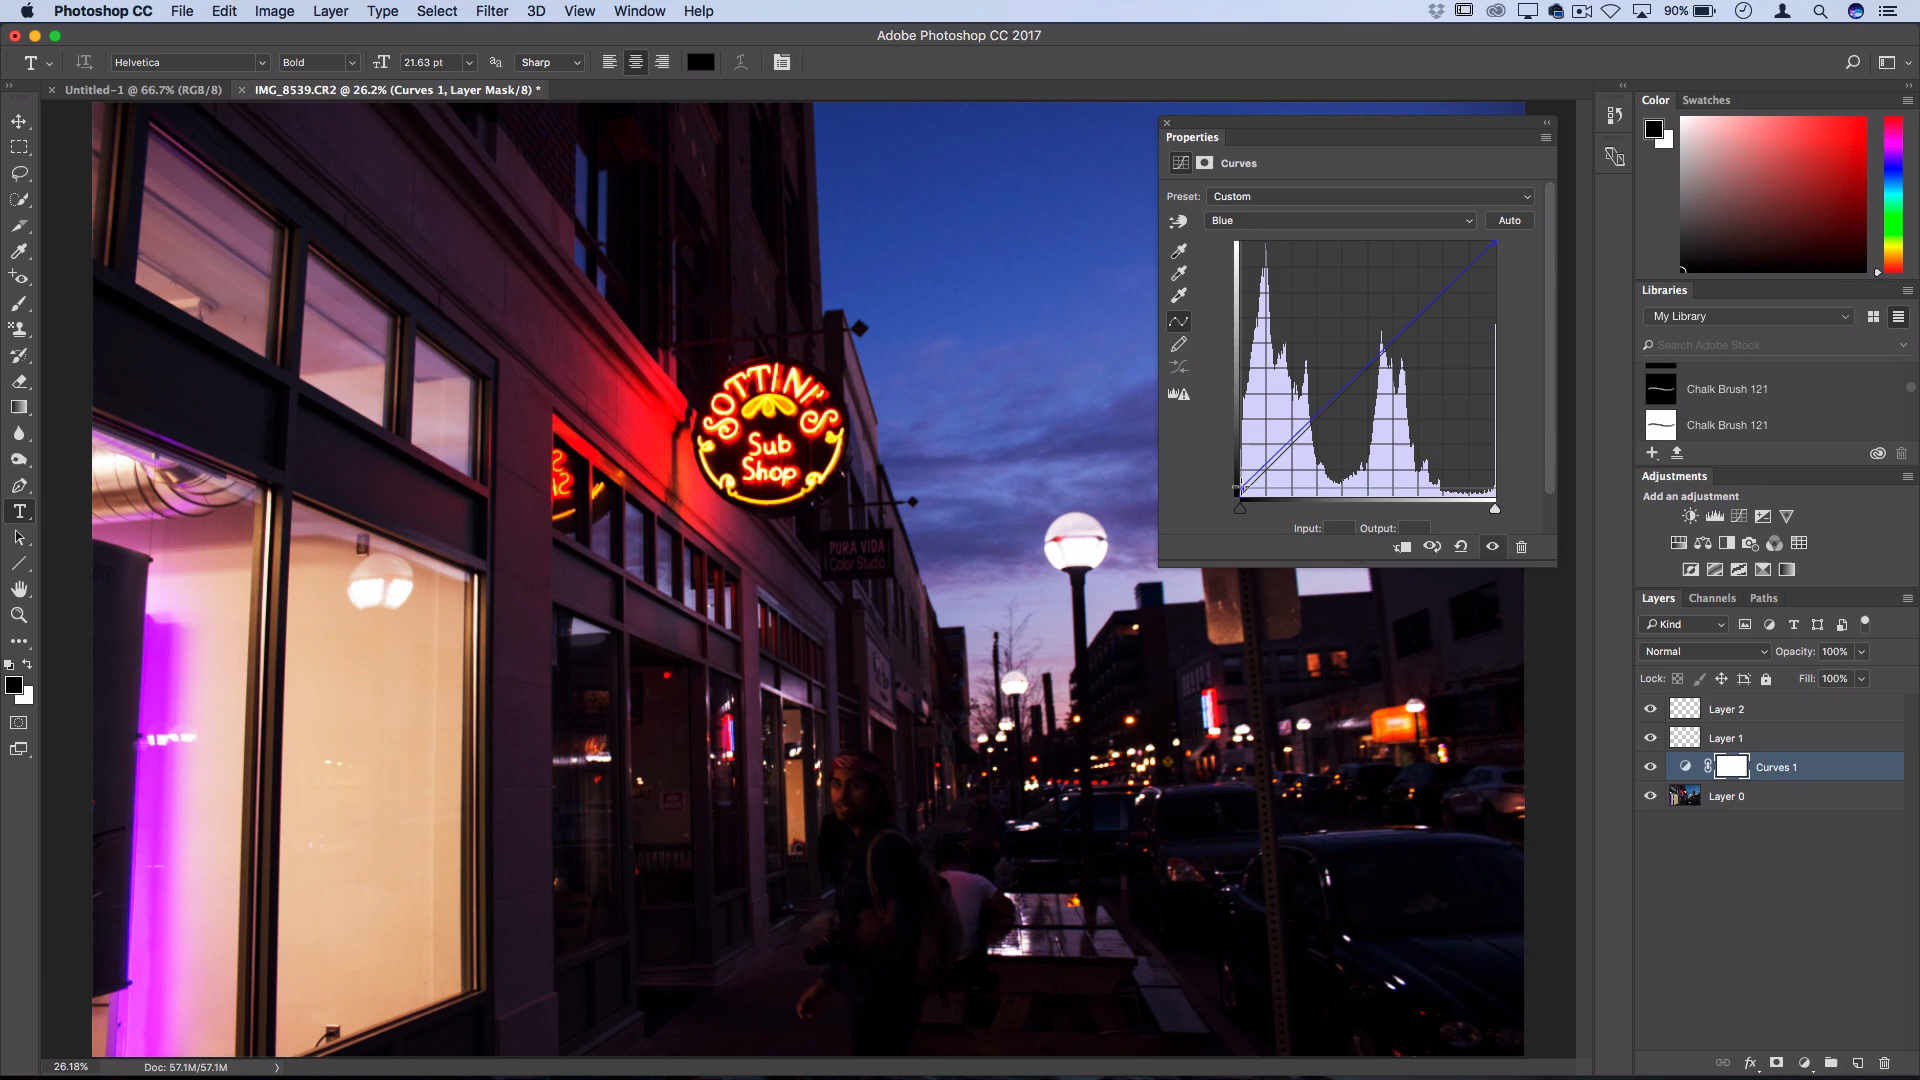 Photoshop CC File Edit Image Layer Type Select Filter 3D View Window Help 90%
Adobe Photoshop CC 2017
Helvetica Bold 21.63 pt Sharp
Untitled-1 @ 66.7% (RGB/8) IMG_8539.CR2 @ 26.2% (Curves 1, Layer Mask/8) *
SOTTINI'S
Sub
Shop
PURA VIDA
Color Studio
Properties
Curves
Preset: Custom
Blue Auto
Input: Output:
Color Swatches
Libraries
My Library
Search Adobe Stock
Chalk Brush 121
Chalk Brush 121
Adjustments
Add an adjustment
Layers Channels Paths
Kind
Normal Opacity: 100%
Lock: Fill: 100%
Layer 2
Layer 1
Curves 1
Layer 0
26.18% Doc: 57.1M/57.1M